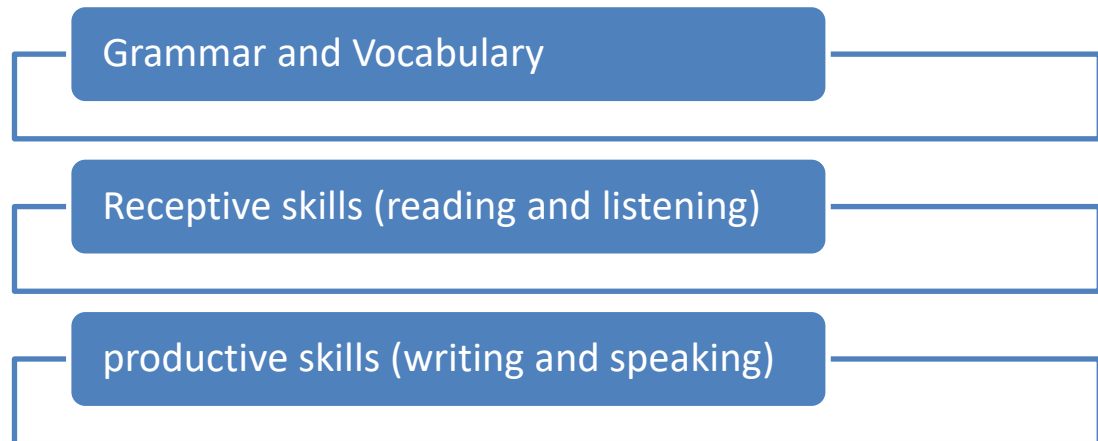 Grammar and Vocabulary
Receptive skills (reading and listening)
productive skills (writing and speaking)